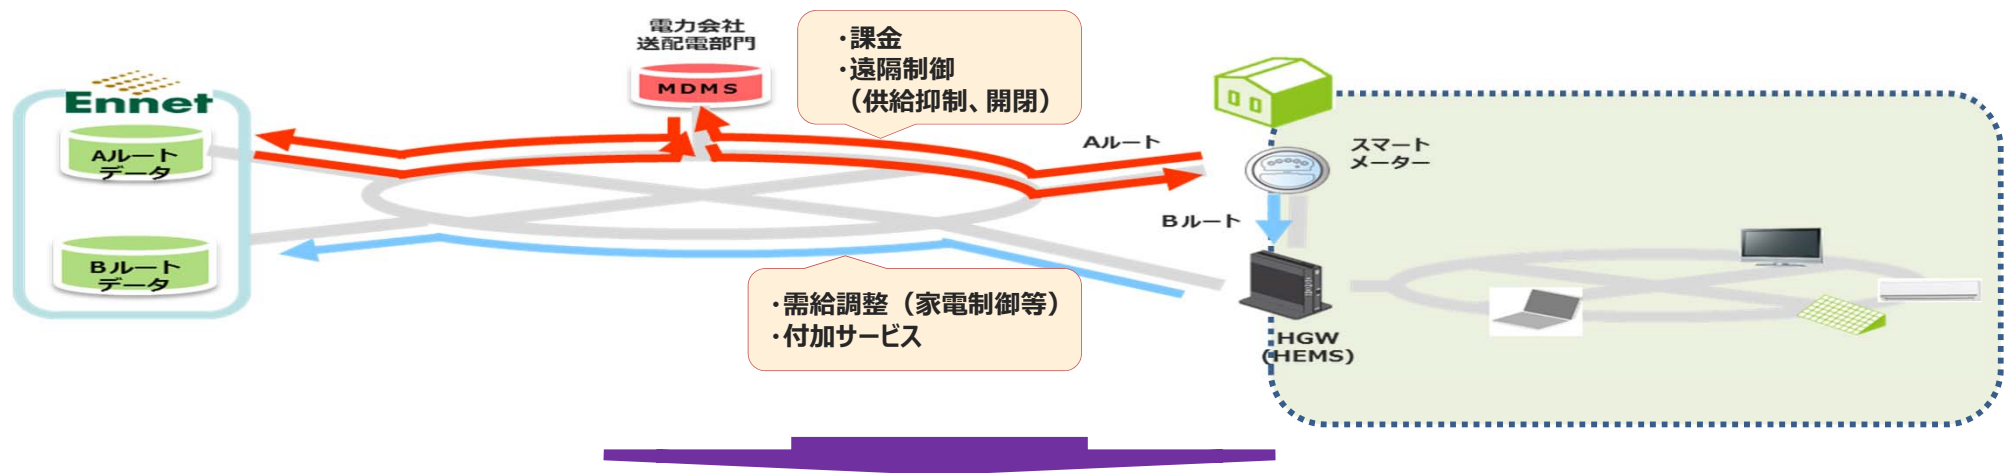 電力会社
送配電部門
MDMS
・課金
・遠隔制御
（供給抑制、開閉）
Ennet
Aルート
データ
Bルート
データ
Aルート
スマート
メーター
Bルート
・需給調整（家電制御等）
・付加サービス
HGW
(HEMS)